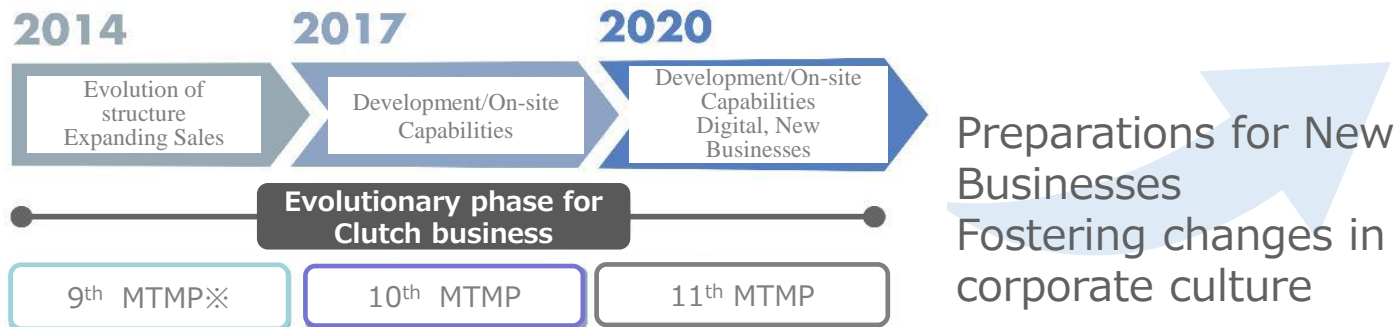 2014
2017
2020
Evolution of
structure
Expanding Sales
Development/On-site
Capabilities
Development/On-site
Capabilities
Digital, New
Businesses
Evolutionary phase for
Clutch business
9th MTMP※
10th MTMP
11th MTMP
Preparations for New
Businesses
Fostering changes in
corporate culture